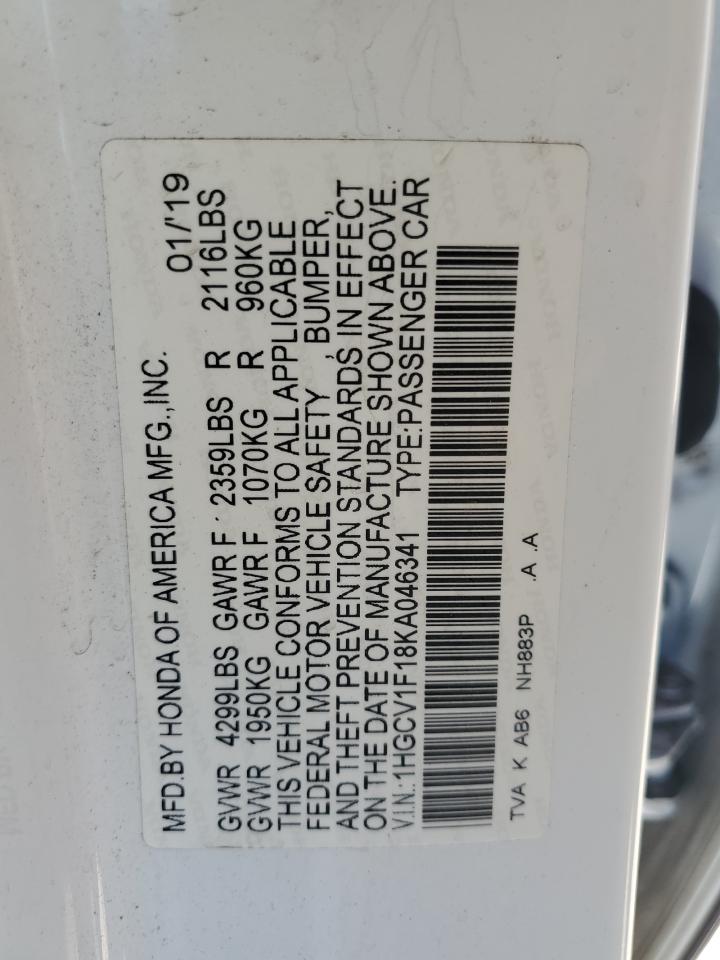 MFD.BY HONDA OF AMERICA MFG.,INC. 01/'19
GVWR 4299LBS GAWR F 2359LBS R 2116LBS
GVWR 1950KG GAWR F 1070KG R 960KG
THIS VEHICLE CONFORMS TO ALL APPLICABLE
FEDERAL MOTOR VEHICLE SAFETY , BUMPER,
AND THEFT PREVENTION STANDARDS IN EFFECT
ON THE DATE OF MANUFACTURE SHOWN ABOVE.
V.I.N.:1HGCV1F18KA046341 TYPE:PASSENGER CAR
TVA K AB6 NH883P .A .A